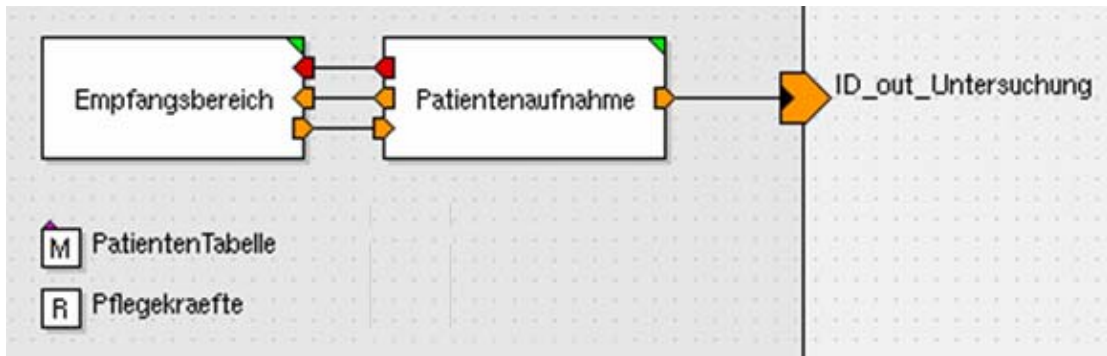 Empfangsbereich
Patientenaufnahme
ID_out_Untersuchung
M PatientenTabelle
R Pflegekraefte